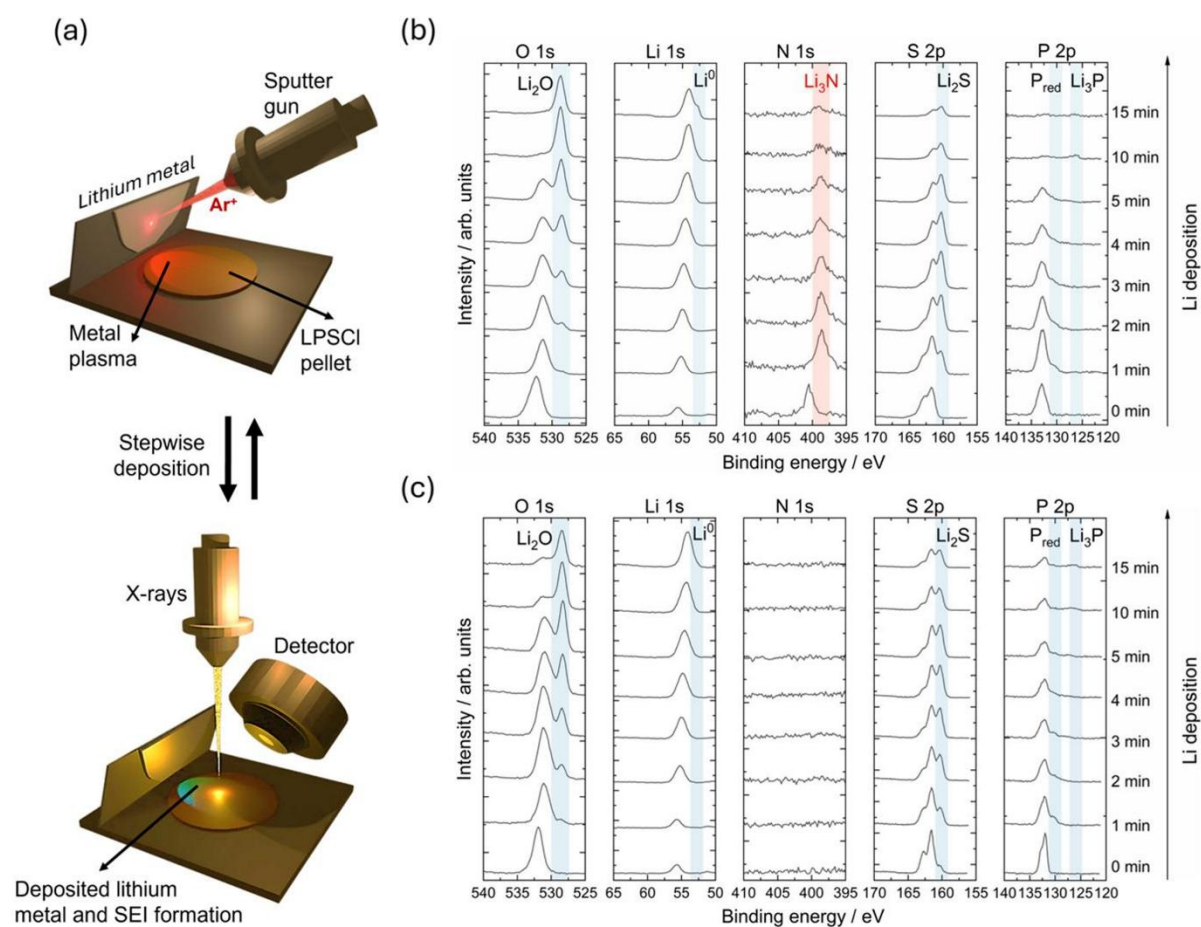 (a)
Sputter
gun
Lithium metal
Ar⁺
Metal
plasma
LPSCl
pellet
Stepwise
deposition
X-rays
Detector
Deposited lithium
metal and SEI formation
(b)
O 1s Li 1s N 1s S 2p P 2p
Li₂O Li⁰ Li₃N Li₂S P_red Li₃P
15 min
10 min
5 min
4 min
3 min
2 min
1 min
0 min
Intensity / arb. units
Li deposition
540 535 530 525 65 60 55 50 410 405 400 395 170 165 160 155 140 135 130 125 120
Binding energy / eV
(c)
O 1s Li 1s N 1s S 2p P 2p
Li₂O Li⁰ Li₂S P_red Li₃P
15 min
10 min
5 min
4 min
3 min
2 min
1 min
0 min
Intensity / arb. units
Li deposition
540 535 530 525 65 60 55 50 410 405 400 395 170 165 160 155 140 135 130 125 120
Binding energy / eV